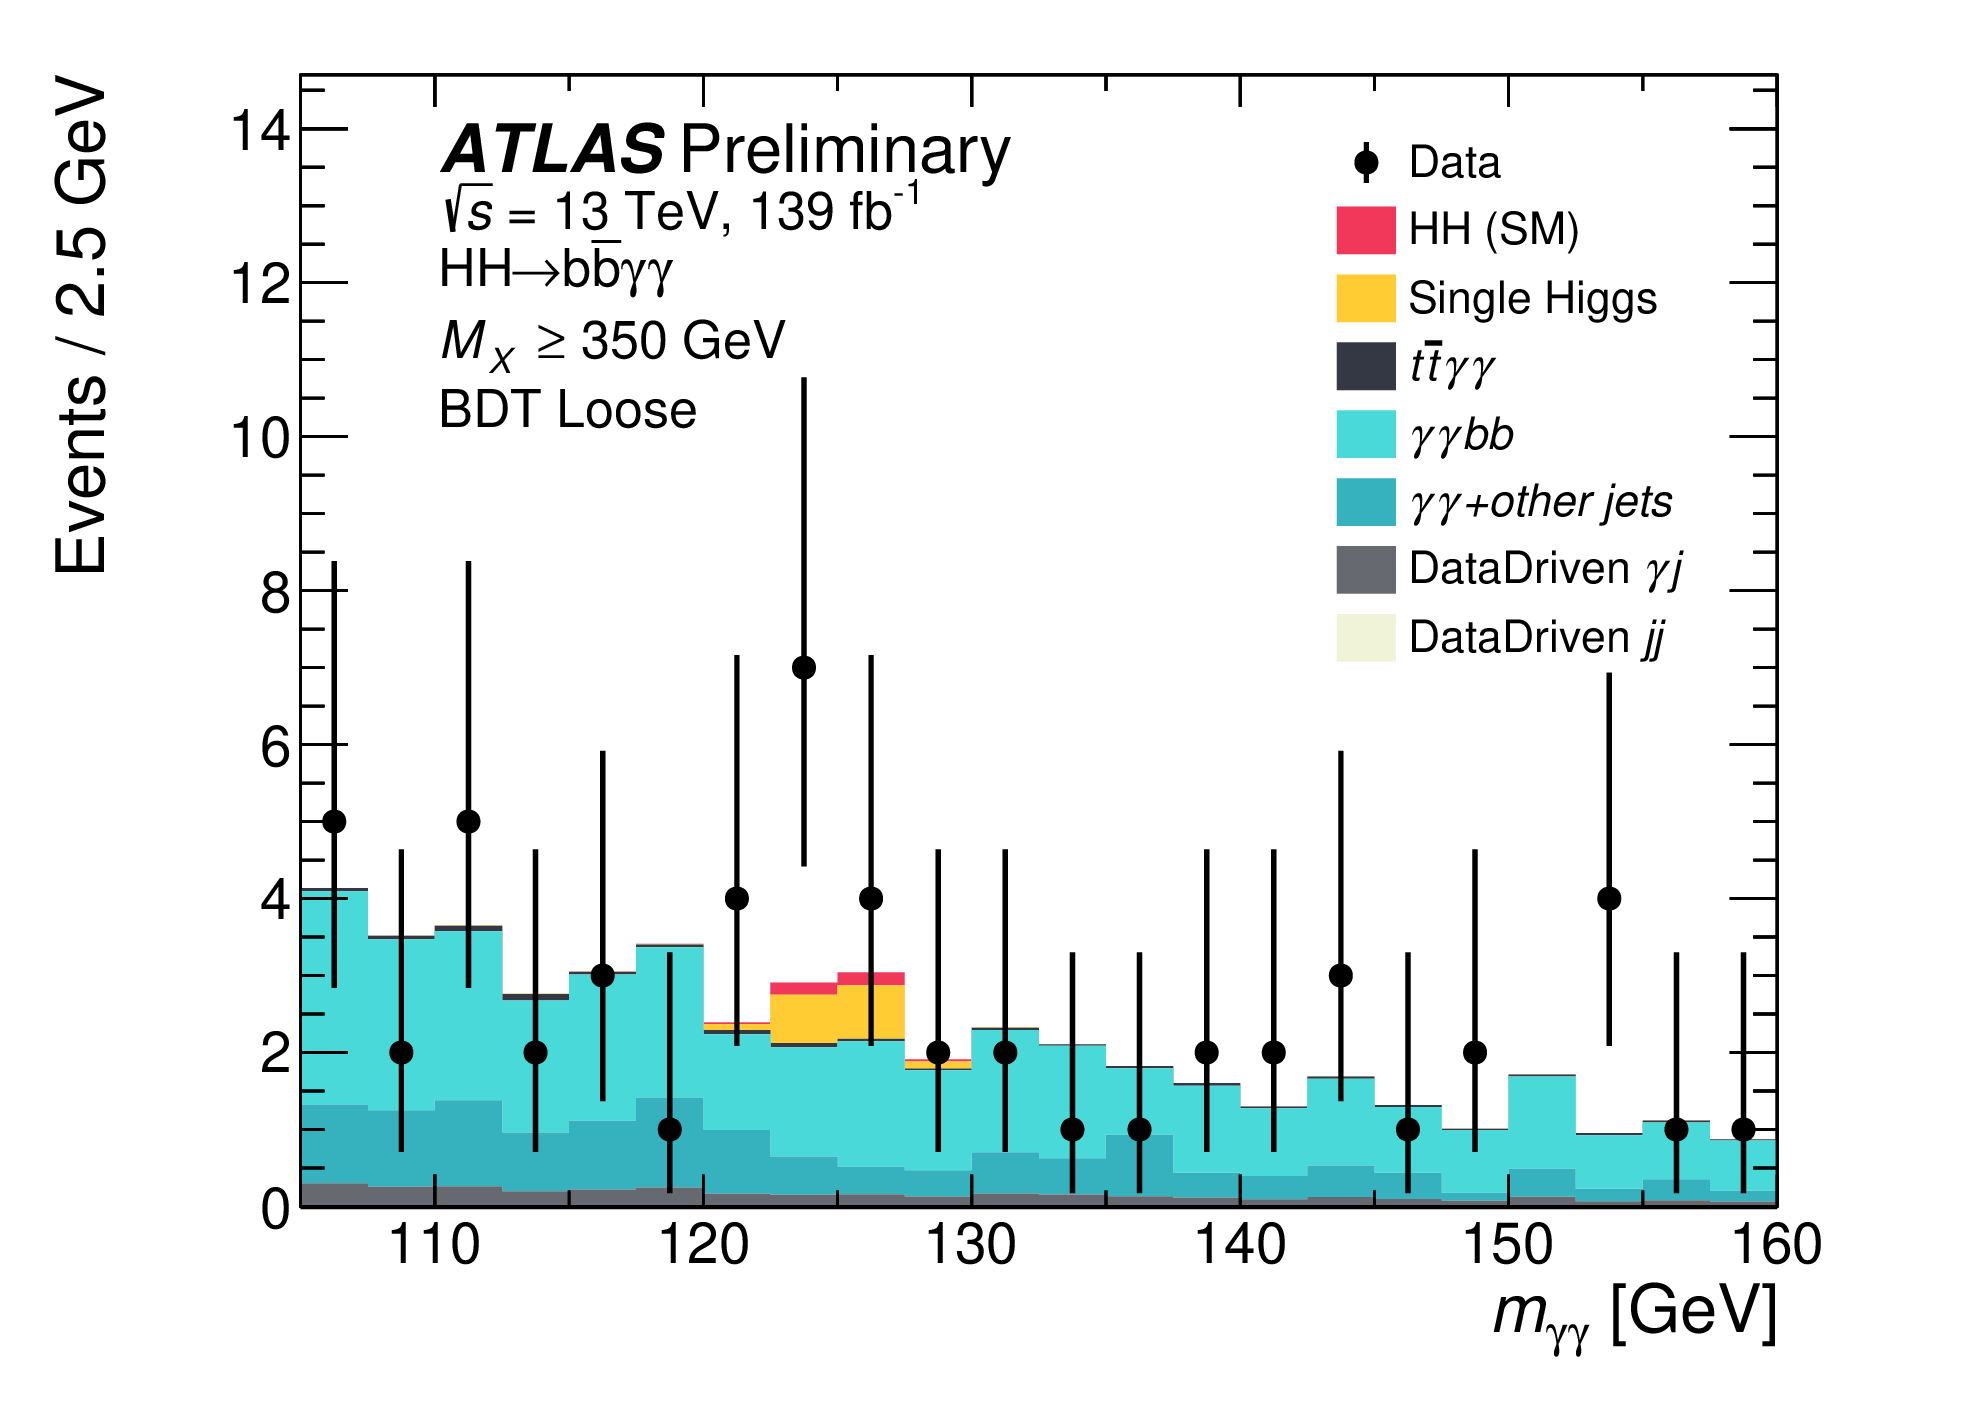 Events / 2.5 GeV
14
12
10
8
6
4
2
0
ATLAS Preliminary
√s = 13 TeV, 139 fb⁻¹
HH→bb̅γγ
M_X ≥ 350 GeV
BDT Loose
Data
HH (SM)
Single Higgs
tt̅γγ
γγbb
γγ+other jets
DataDriven γj
DataDriven jj
110 120 130 140 150 160
m_γγ [GeV]